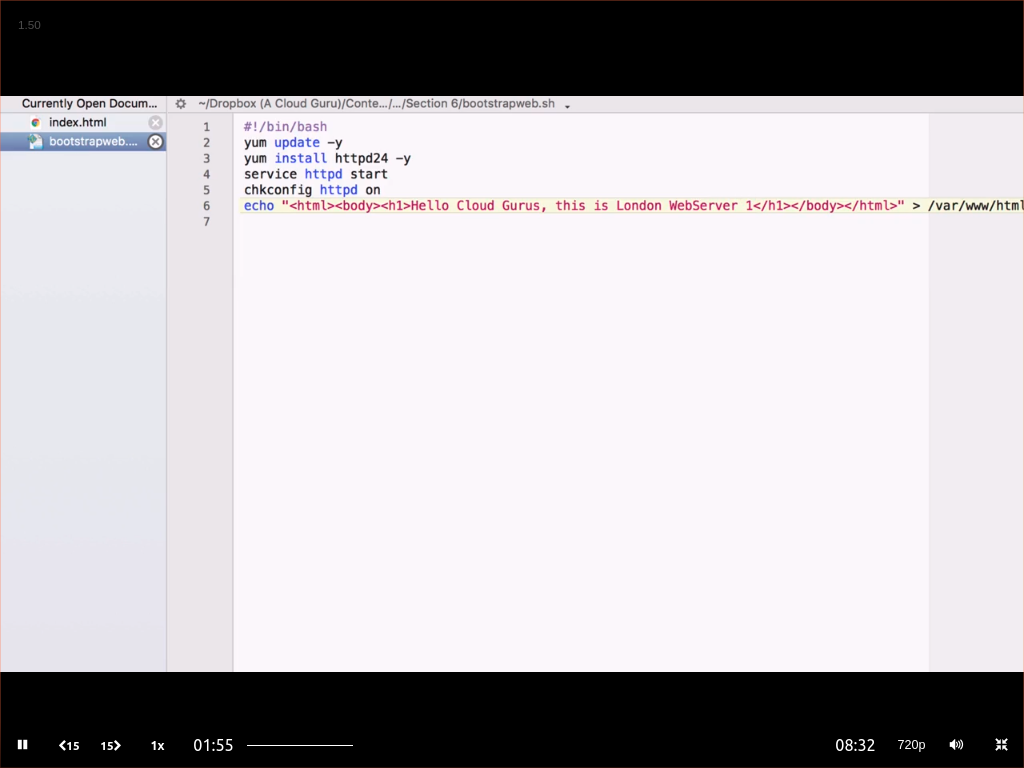 1.50
Currently Open Docum...
~/Dropbox (A Cloud Guru)/Conte.../.../Section 6/bootstrapweb.sh
index.html
bootstrapweb....
1 #!/bin/bash
2 yum update -y
3 yum install httpd24 -y
4 service httpd start
5 chkconfig httpd on
6 echo "<html><body><h1>Hello Cloud Gurus, this is London WebServer 1</h1></body></html>" > /var/www/html
7
15 15 1x 01:55 08:32 720p